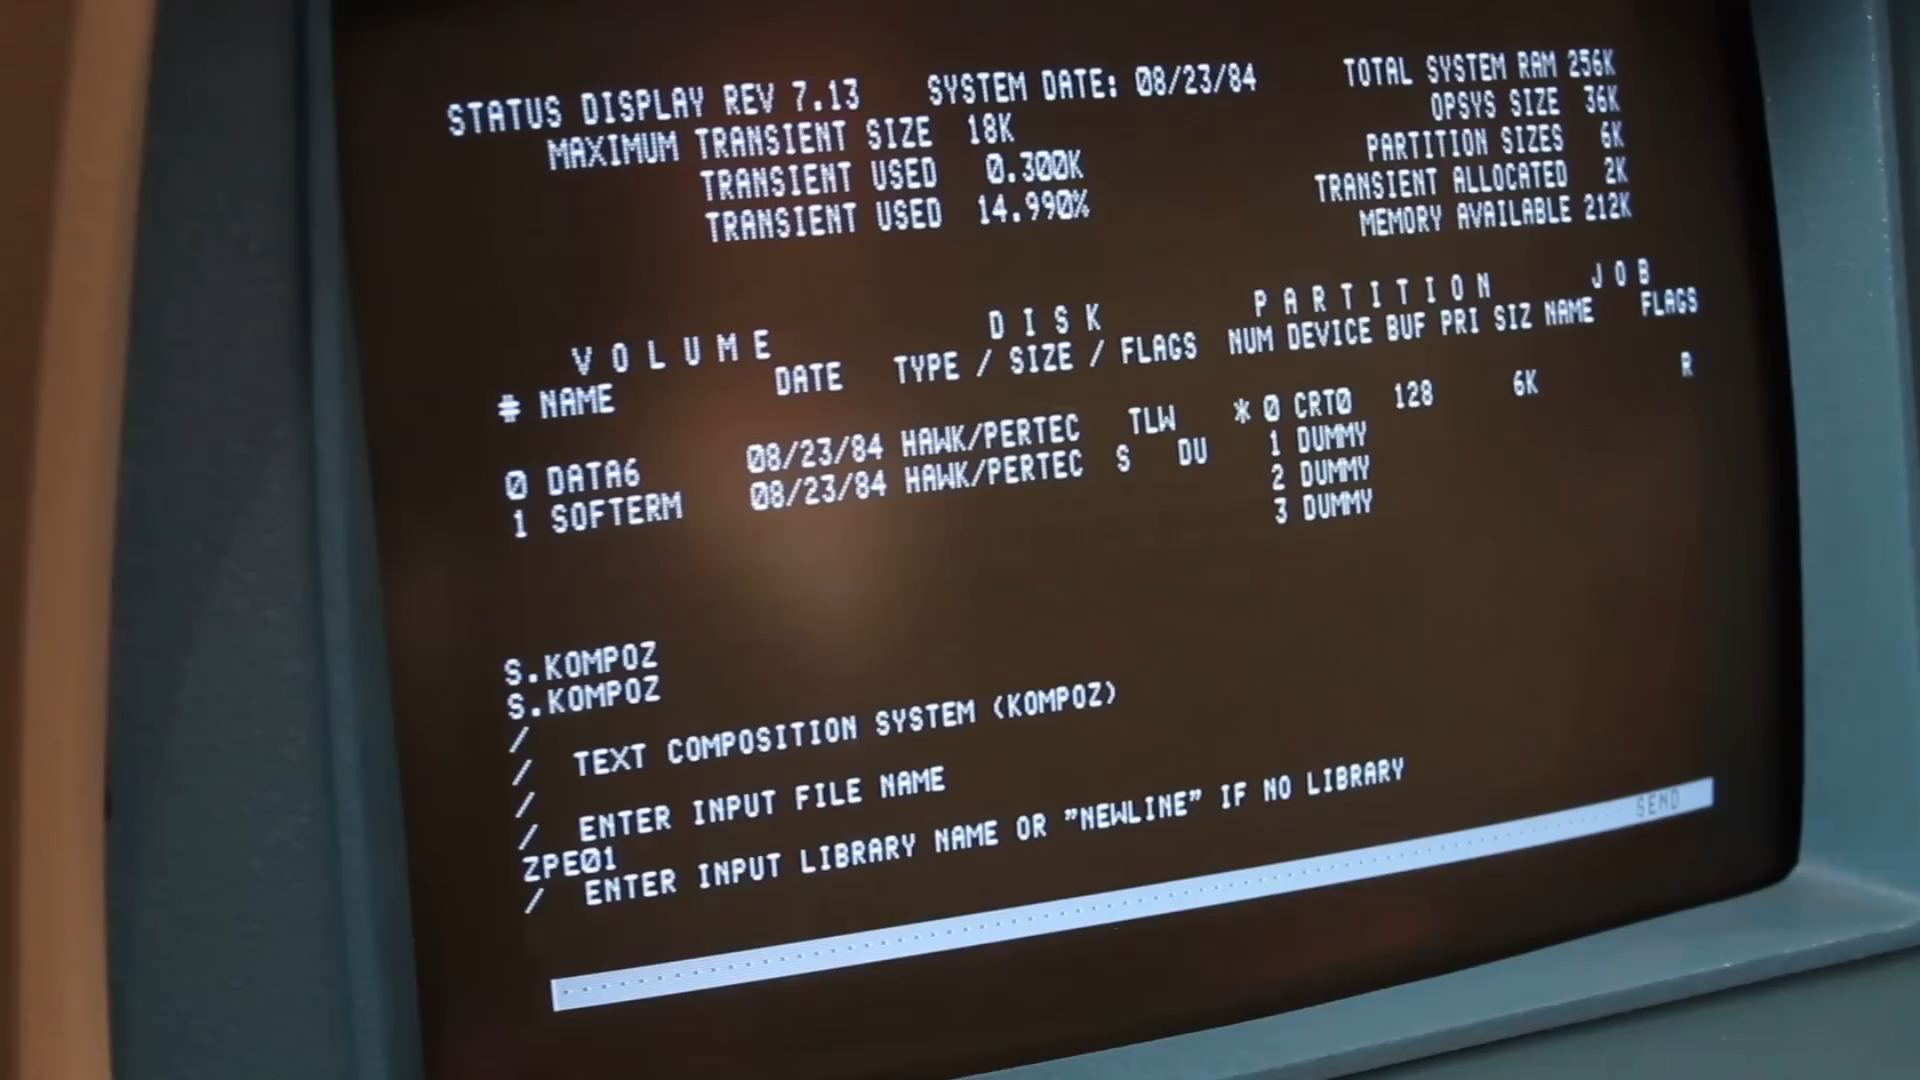 STATUS DISPLAY REV 7.13 SYSTEM DATE: 08/23/84 TOTAL SYSTEM RAM 256K
MAXIMUM TRANSIENT SIZE 18K OPSYS SIZE 36K
TRANSIENT USED 0.300K PARTITION SIZES 6K
TRANSIENT USED 14.990% TRANSIENT ALLOCATED 2K
MEMORY AVAILABLE 212K
V O L U M E D I S K P A R T I T I O N J O B
# NAME DATE TYPE / SIZE / FLAGS NUM DEVICE BUF PRI SIZ NAME FLAGS
0 DATA6 08/23/84 HAWK/PERTEC TLW * 0 CRT0 128 6K R
1 SOFTERM 08/23/84 HAWK/PERTEC S DU 1 DUMMY
2 DUMMY
3 DUMMY
S.KOMPOZ
S.KOMPOZ
/
/ TEXT COMPOSITION SYSTEM (KOMPOZ)
/
/ ENTER INPUT FILE NAME
ZPE01
/ ENTER INPUT LIBRARY NAME OR "NEWLINE" IF NO LIBRARY
SEND